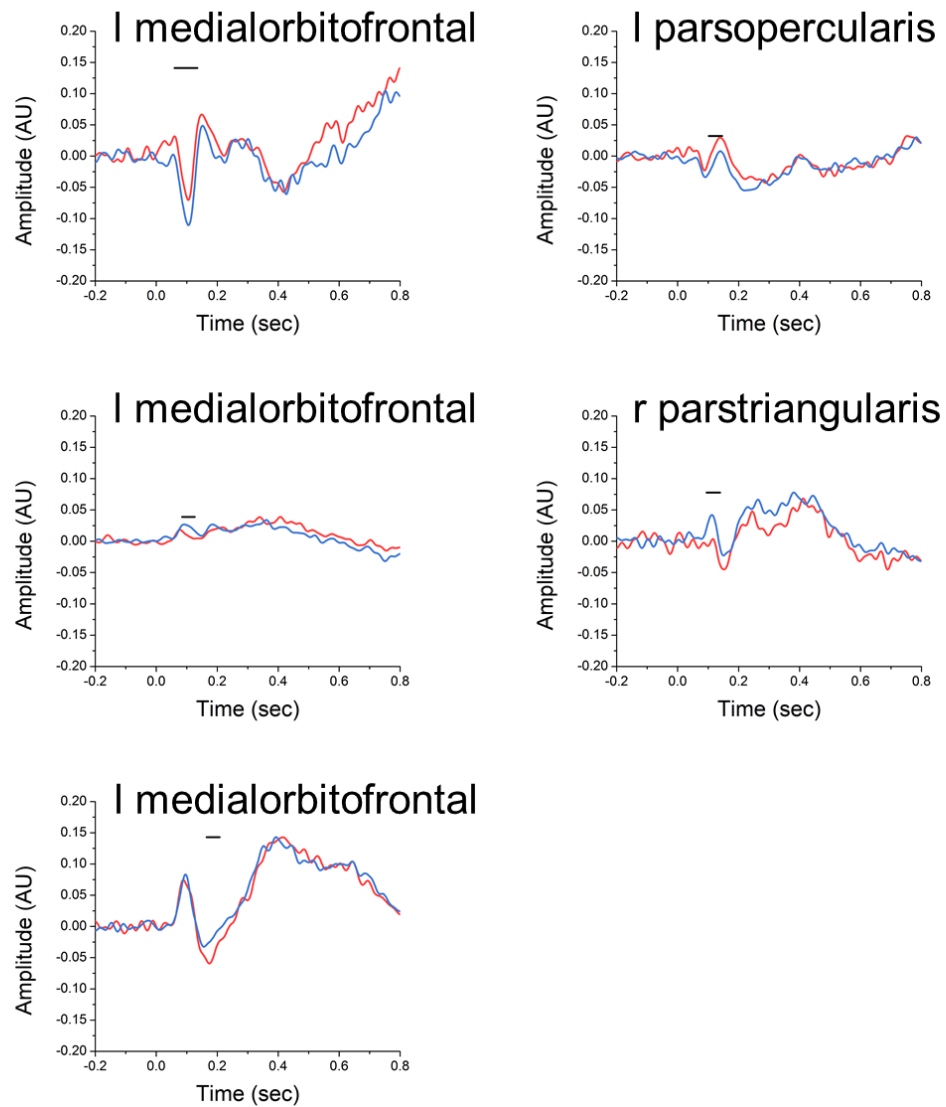 l medialorbitofrontal
0.20
0.15
0.10
0.05
0.00
-0.05
-0.10
-0.15
-0.20
Amplitude (AU)
-0.2 0.0 0.2 0.4 0.6 0.8
Time (sec)
l parsopercularis
0.20
0.15
0.10
0.05
0.00
-0.05
-0.10
-0.15
-0.20
Amplitude (AU)
-0.2 0.0 0.2 0.4 0.6 0.8
Time (sec)
l medialorbitofrontal
0.20
0.15
0.10
0.05
0.00
-0.05
-0.10
-0.15
-0.20
Amplitude (AU)
-0.2 0.0 0.2 0.4 0.6 0.8
Time (sec)
r parstriangularis
0.20
0.15
0.10
0.05
0.00
-0.05
-0.10
-0.15
-0.20
Amplitude (AU)
-0.2 0.0 0.2 0.4 0.6 0.8
Time (sec)
l medialorbitofrontal
0.20
0.15
0.10
0.05
0.00
-0.05
-0.10
-0.15
-0.20
Amplitude (AU)
-0.2 0.0 0.2 0.4 0.6 0.8
Time (sec)